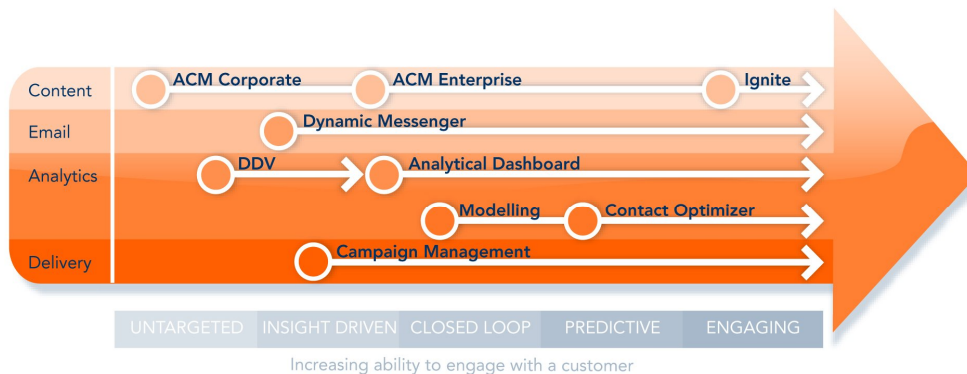 Content
ACM Corporate
ACM Enterprise
Ignite
Email
Dynamic Messenger
Analytics
DDV
Analytical Dashboard
Modelling
Contact Optimizer
Delivery
Campaign Management
UNTARGETED
INSIGHT DRIVEN
CLOSED LOOP
PREDICTIVE
ENGAGING
Increasing ability to engage with a customer